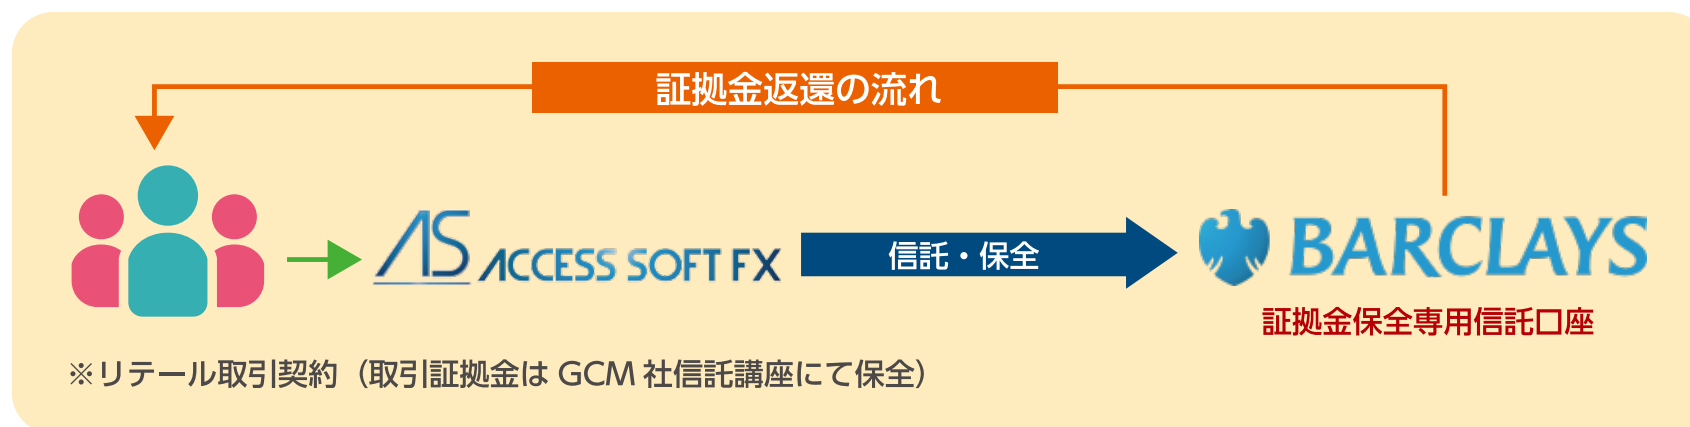 証拠金返還の流れ
AS ACCESS SOFT FX
信託・保全
BARCLAYS
証拠金保全専用信託口座
※リテール取引契約（取引証拠金は GCM 社信託講座にて保全）